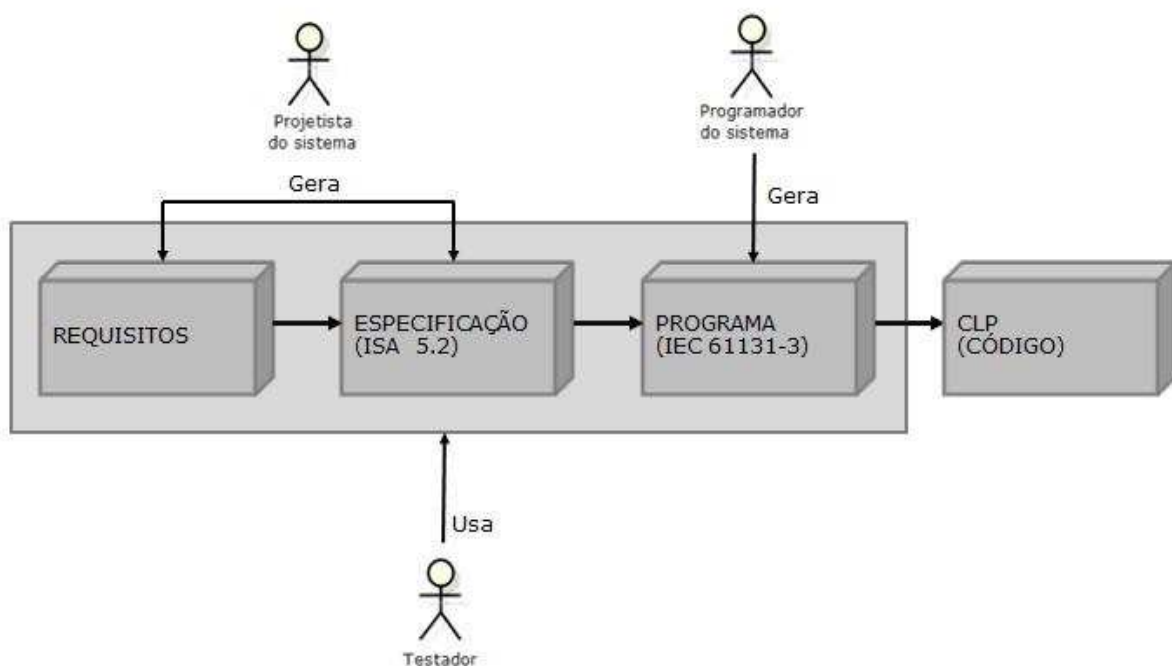 Projetista
do sistema
Programador
do sistema
Gera
Gera
REQUISITOS
ESPECIFICAÇÃO
(ISA 5.2)
PROGRAMA
(IEC 61131-3)
CLP
(CÓDIGO)
Usa
Testador